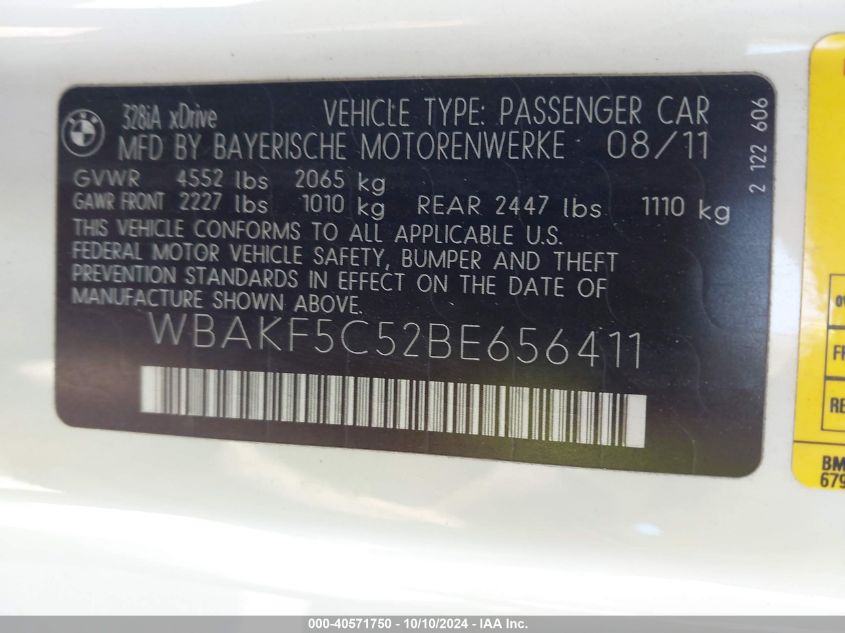 328iA xDrive VEHICLE TYPE: PASSENGER CAR
MFD BY BAYERISCHE MOTORENWERKE 08/11
GVWR 4552 lbs 2065 kg
GAWR FRONT 2227 lbs 1010 kg REAR 2447 lbs 1110 kg
THIS VEHICLE CONFORMS TO ALL APPLICABLE U.S.
FEDERAL MOTOR VEHICLE SAFETY, BUMPER AND THEFT
PREVENTION STANDARDS IN EFFECT ON THE DATE OF
MANUFACTURE SHOWN ABOVE.
WBAKF5C52BE656411
2 122 606
BM
679
000-40571750 - 10/10/2024 - IAA Inc.